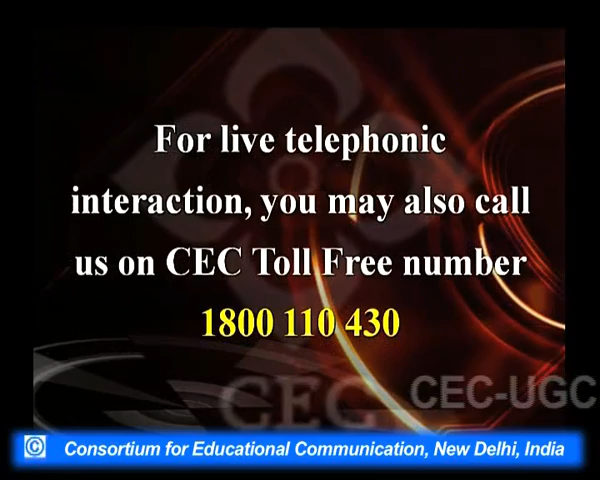 For live telephonic
interaction, you may also call
us on CEC Toll Free number
1800 110 430
CEC
CEC-UGC
© Consortium for Educational Communication, New Delhi, India